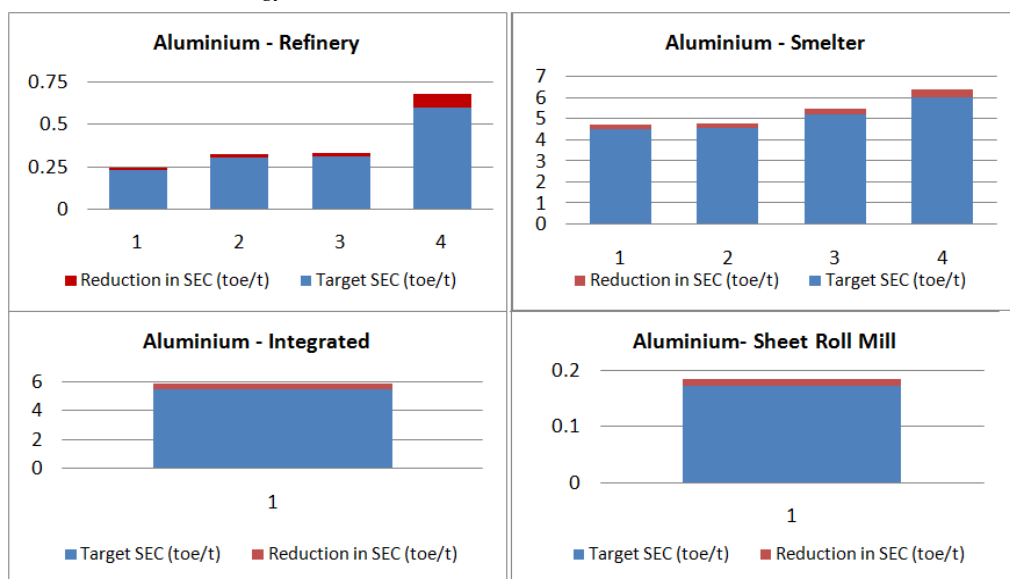 Aluminium - Refinery
0.75
0.5
0.25
0
1 2 3 4
Reduction in SEC (toe/t) Target SEC (toe/t)
Aluminium - Smelter
7
6
5
4
3
2
1
0
1 2 3 4
Reduction in SEC (toe/t) Target SEC (toe/t)
Aluminium - Integrated
6
4
2
0
1
Target SEC (toe/t) Reduction in SEC (toe/t)
Aluminium- Sheet Roll Mill
0.2
0.1
0
1
Target SEC (toe/t) Reduction in SEC (toe/t)